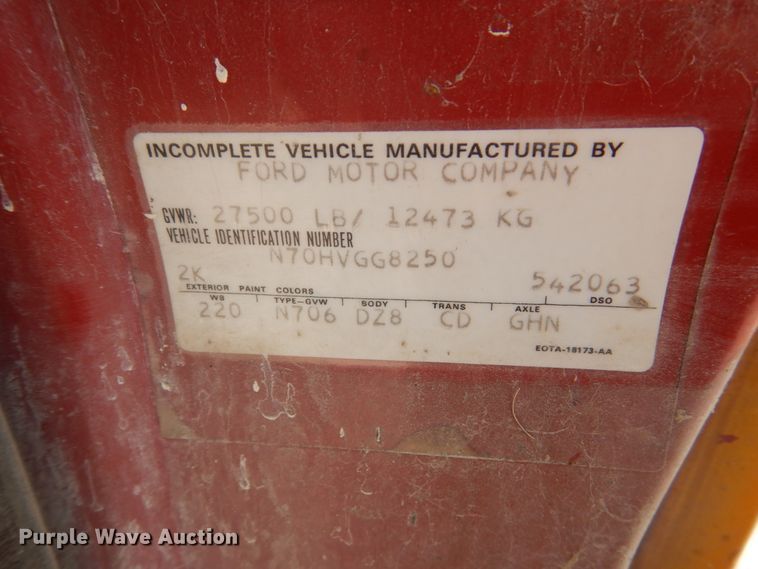 INCOMPLETE VEHICLE MANUFACTURED BY
FORD MOTOR COMPANY
GVWR: 27500 LB/ 12473 KG
VEHICLE IDENTIFICATION NUMBER
N70HVGG8250
2K 542063
EXTERIOR PAINT COLORS DSO
WB TYPE-GVW BODY TRANS AXLE
220 N706 DZ8 CD GHN
EOTA-18173-AA
Purple Wave Auction